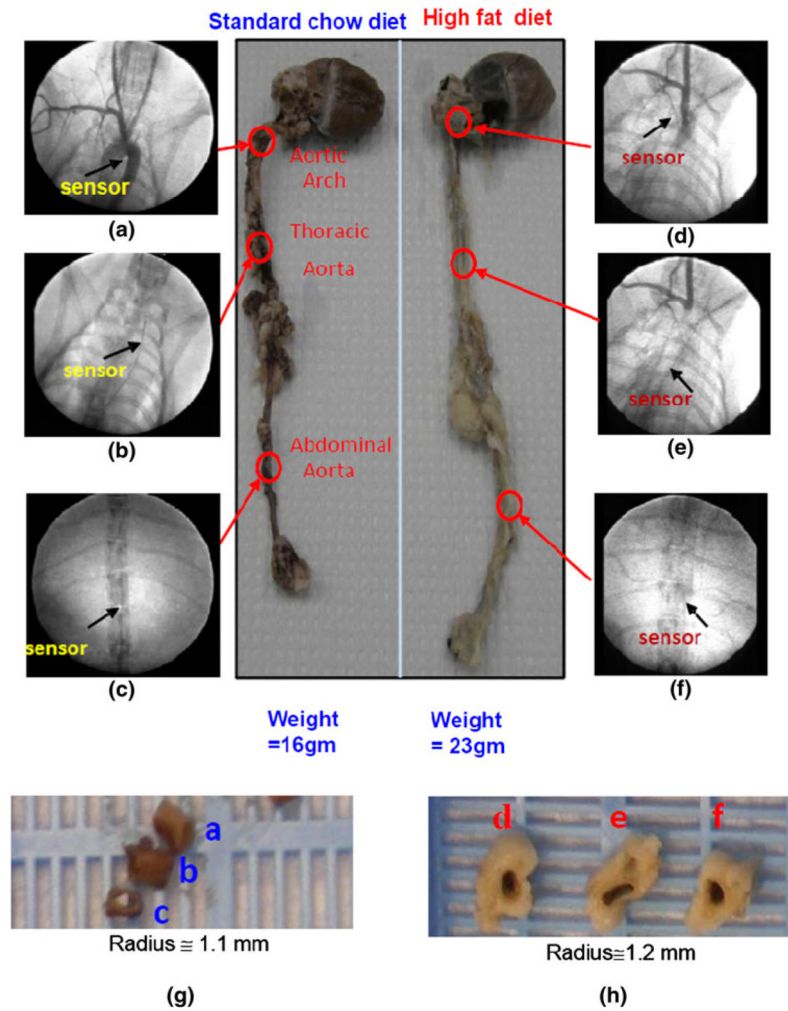 Standard chow diet
High fat diet
sensor
(a)
Aortic
Arch
sensor
(d)
Thoracic
Aorta
sensor
(b)
sensor
(e)
Abdominal
Aorta
sensor
(c)
sensor
(f)
Weight
=16gm
Weight
= 23gm
a
b
c
Radius ≅ 1.1 mm
(g)
d
e
f
Radius≅1.2 mm
(h)